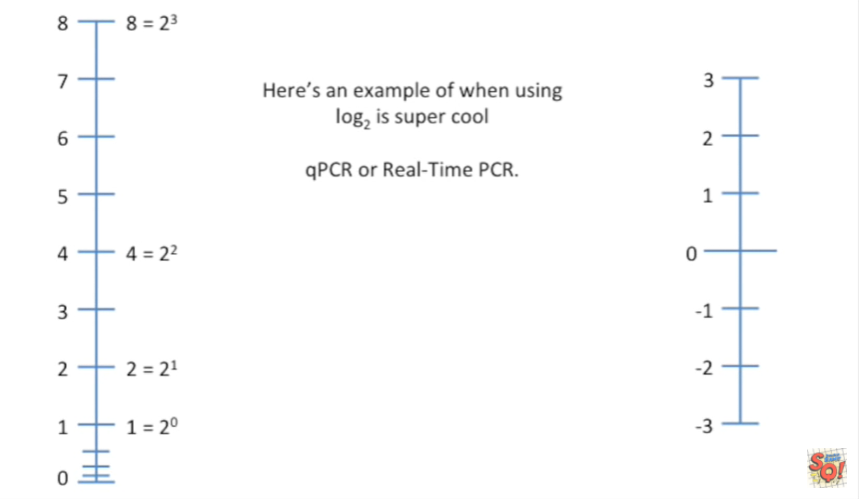 8 8 = 2³
7
6
5
4 4 = 2²
3
2 2 = 2¹
1 1 = 2⁰
0
Here's an example of when using
log₂ is super cool
qPCR or Real-Time PCR.
3
2
1
0
-1
-2
-3
SQ!